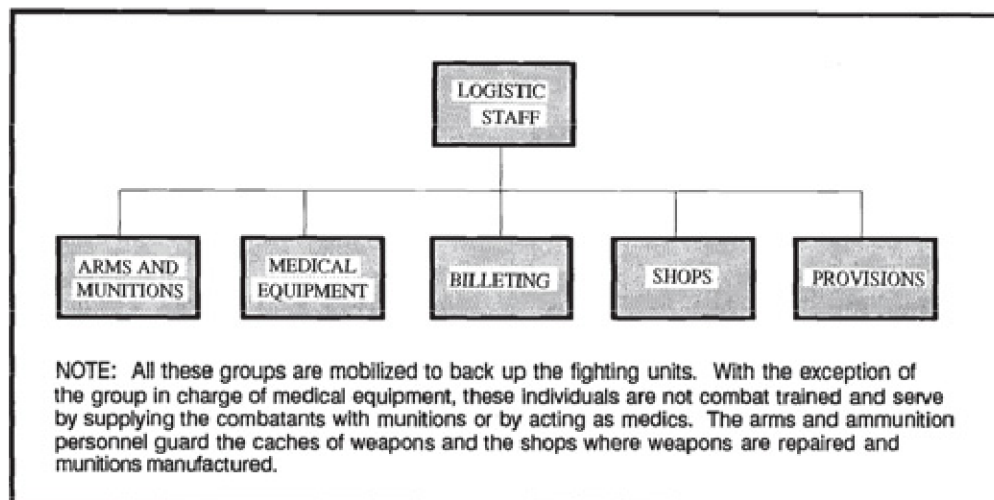 LOGISTIC
STAFF
ARMS AND
MUNITIONS
MEDICAL
EQUIPMENT
BILLETING
SHOPS
PROVISIONS
NOTE: All these groups are mobilized to back up the fighting units. With the exception of
the group in charge of medical equipment, these individuals are not combat trained and serve
by supplying the combatants with munitions or by acting as medics. The arms and ammunition
personnel guard the caches of weapons and the shops where weapons are repaired and
munitions manufactured.